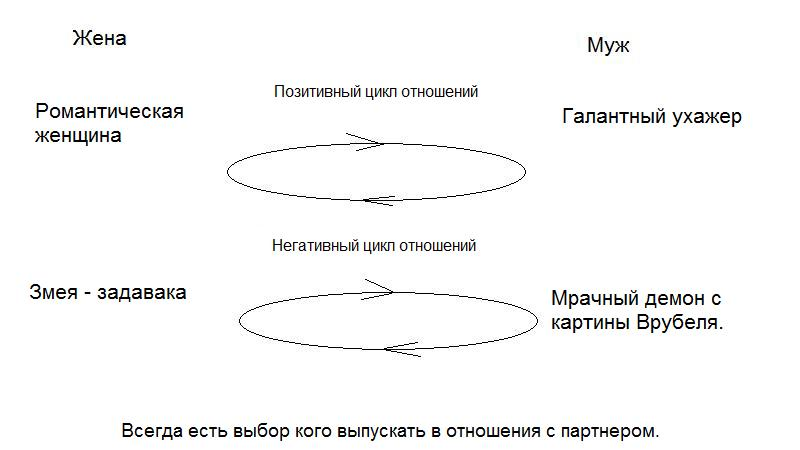 Жена
Муж
Позитивный цикл отношений
Романтическая
женщина
Галантный ухажер
Негативный цикл отношений
Змея - задавака
Мрачный демон с
картины Врубеля.
Всегда есть выбор кого выпускать в отношения с партнером.